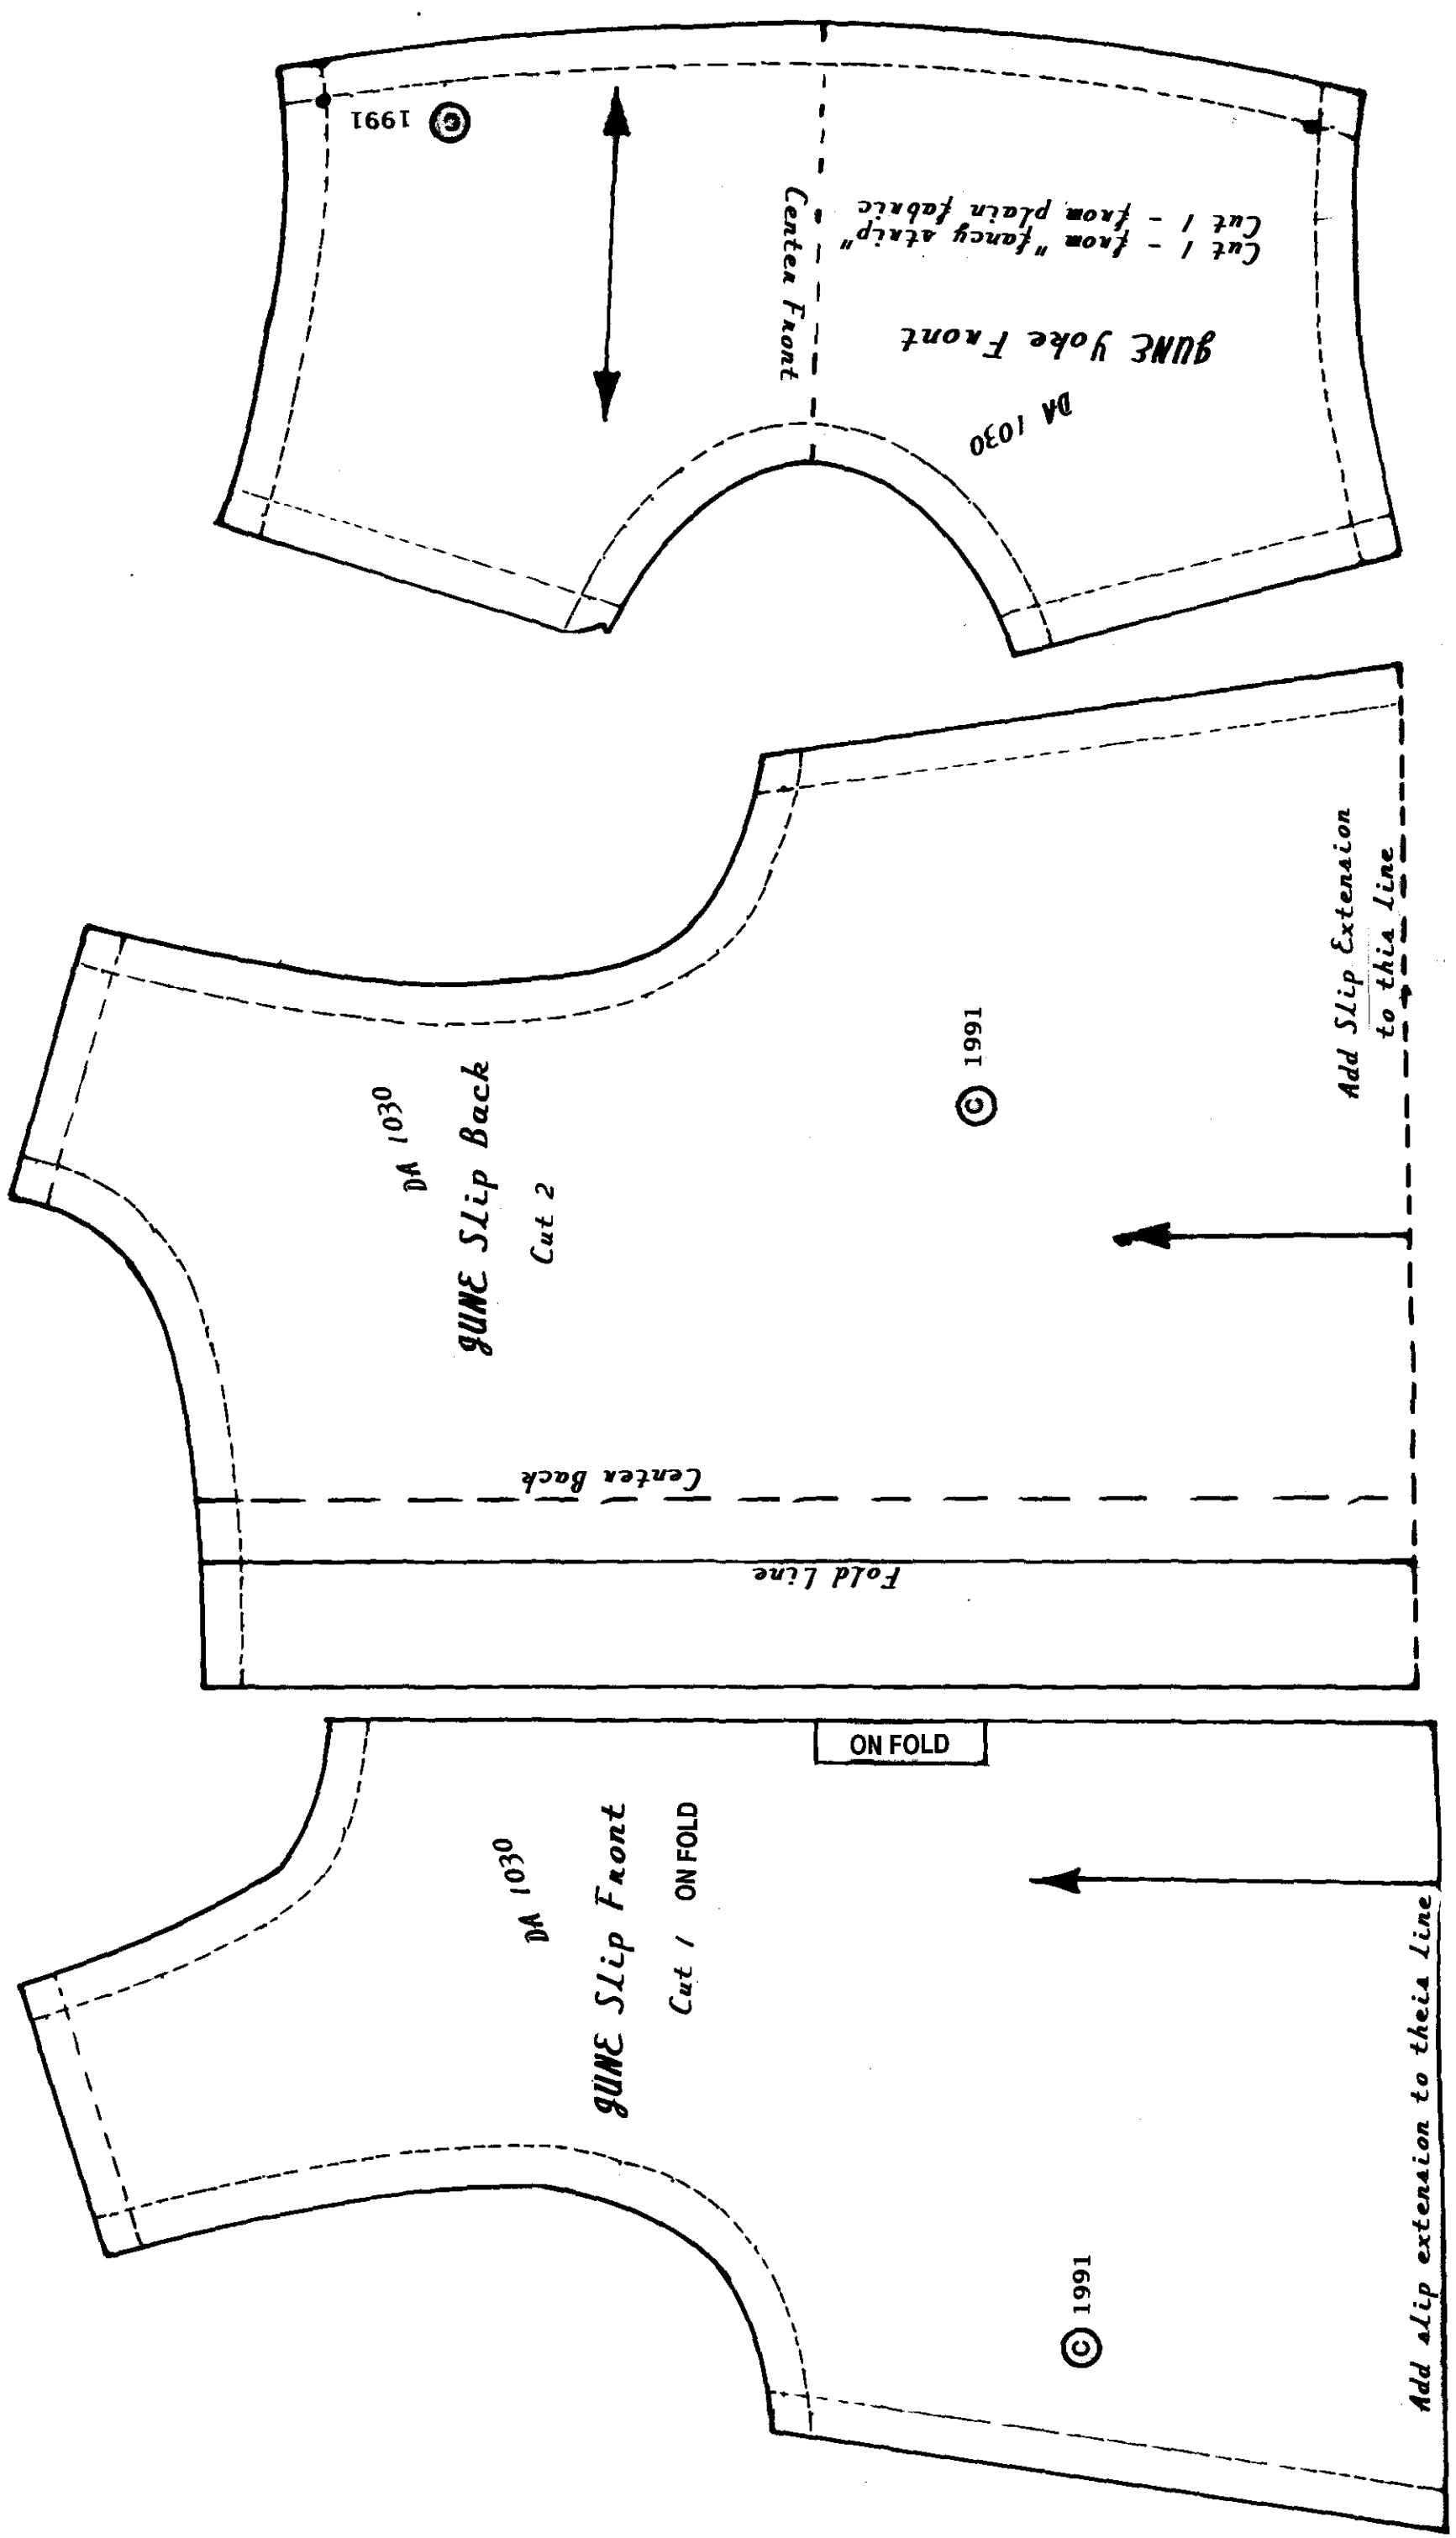 © 1991
Center Front
gUNE Yoke Front
Cut 1 - from "fancy strip"
Cut 1 - from plain fabric
DA 1030
DA 1030
gUNE Slip Back
Cut 2
© 1991
Add Slip Extension
to this line
Center Back
Fold Line
ON FOLD
DA 1030
gUNE Slip Front
Cut 1 ON FOLD
© 1991
Add slip extension to theis line